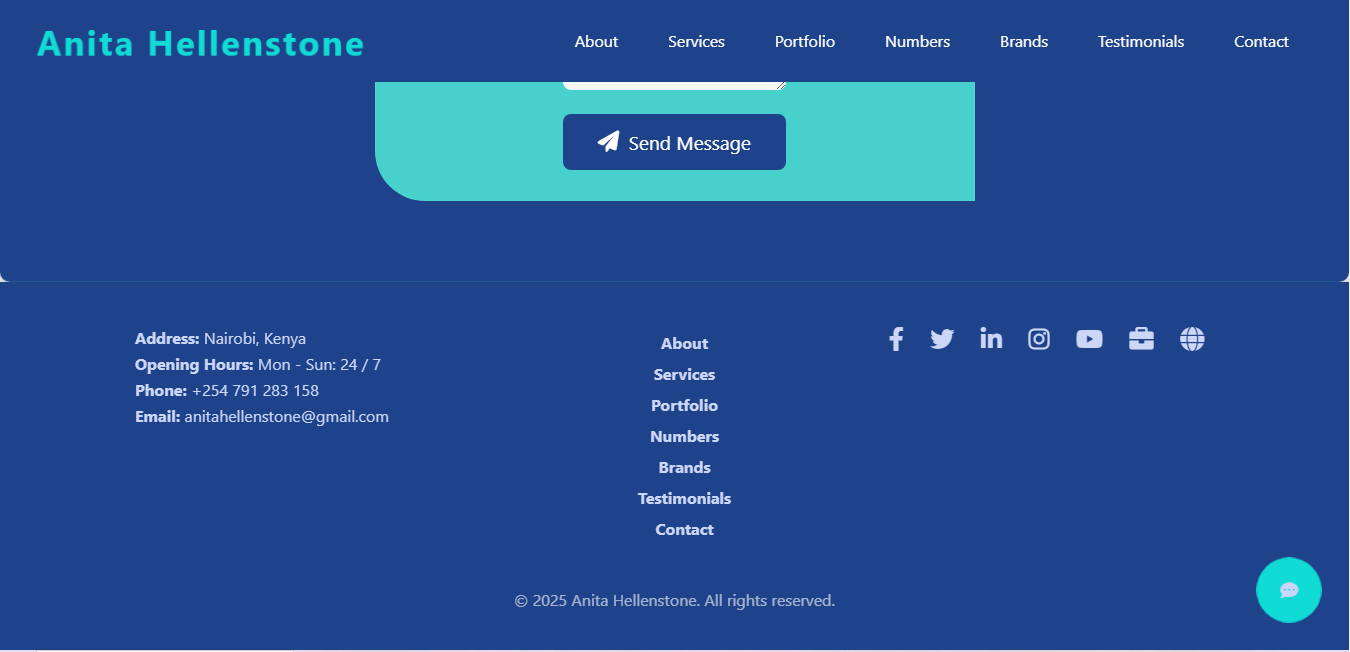 Anita Hellenstone
About Services Portfolio Numbers Brands Testimonials Contact
Send Message
Address: Nairobi, Kenya
Opening Hours: Mon - Sun: 24 / 7
Phone: +254 791 283 158
Email: anitahellenstone@gmail.com
About
Services
Portfolio
Numbers
Brands
Testimonials
Contact
© 2025 Anita Hellenstone. All rights reserved.